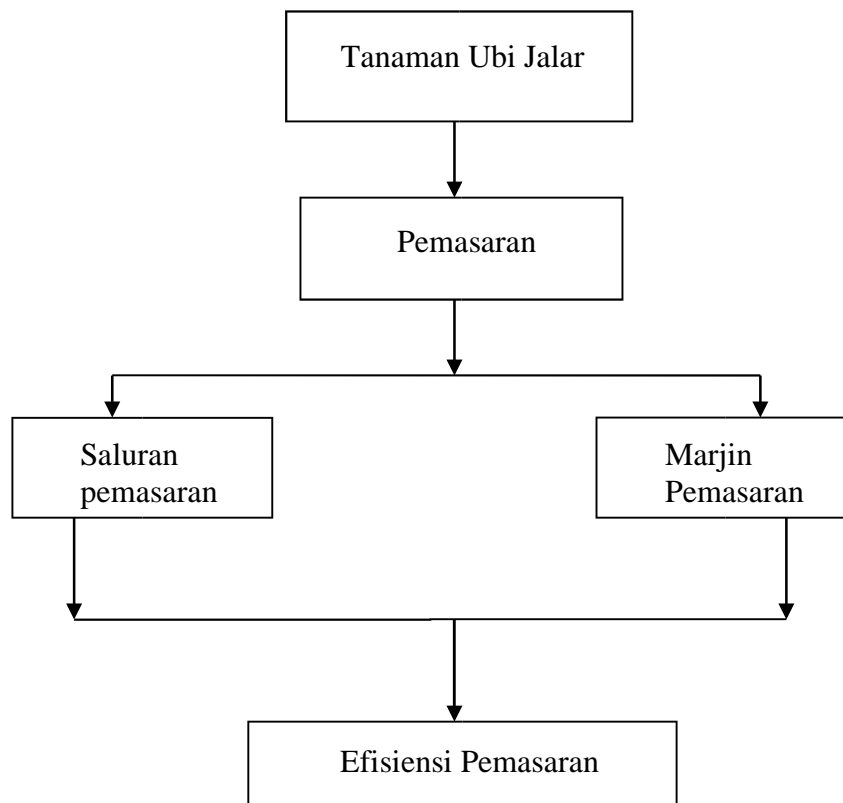 Tanaman Ubi Jalar
Pemasaran
Saluran
pemasaran
Marjin
Pemasaran
Efisiensi Pemasaran